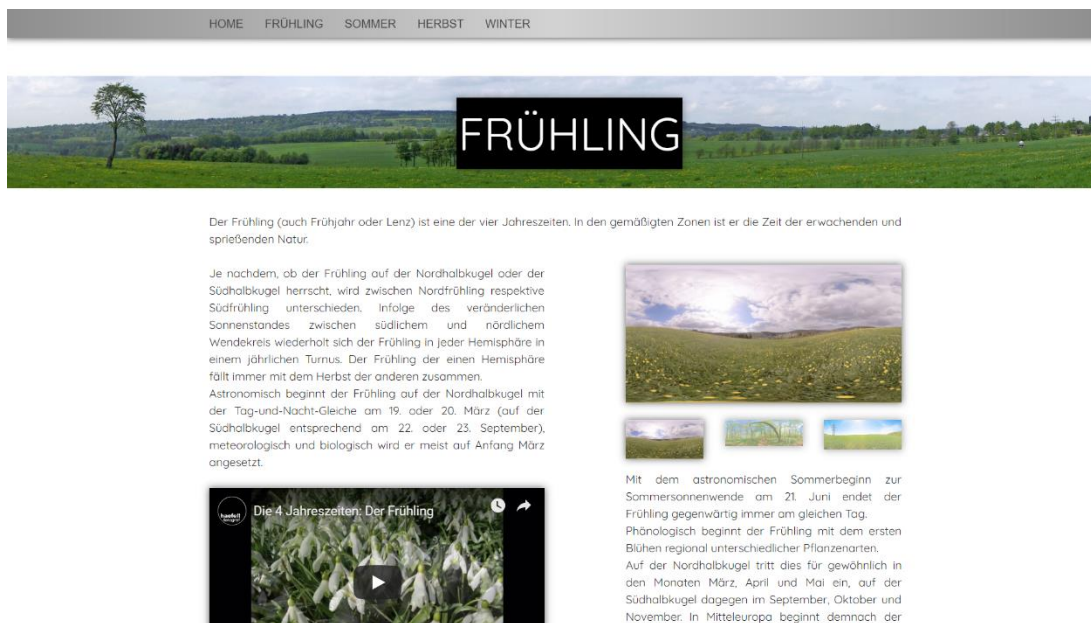 HOME FRÜHLING SOMMER HERBST WINTER
FRÜHLING
Der Frühling (auch Frühjahr oder Lenz) ist eine der vier Jahreszeiten. In den gemäßigten Zonen ist er die Zeit der erwachenden und
sprießenden Natur.
Je nachdem, ob der Frühling auf der Nordhalbkugel oder der
Südhalbkugel herrscht, wird zwischen Nordfrühling respektive
Südfrühling unterschieden. Infolge des veränderlichen
Sonnenstandes zwischen südlichem und nördlichem
Wendekreis wiederholt sich der Frühling in jeder Hemisphäre in
einem jährlichen Turnus. Der Frühling der einen Hemisphäre
fällt immer mit dem Herbst der anderen zusammen.
Astronomisch beginnt der Frühling auf der Nordhalbkugel mit
der Tag-und-Nacht-Gleiche am 19. oder 20. März (auf der
Südhalbkugel entsprechend am 22. oder 23. September),
meteorologisch und biologisch wird er meist auf Anfang März
angesetzt.
Die 4 Jahreszeiten: Der Frühling
Mit dem astronomischen Sommerbeginn zur
Sommersonnenwende am 21. Juni endet der
Frühling gegenwärtig immer am gleichen Tag.
Phänologisch beginnt der Frühling mit dem ersten
Blühen regional unterschiedlicher Pflanzenarten.
Auf der Nordhalbkugel tritt dies für gewöhnlich in
den Monaten März, April und Mai ein, auf der
Südhalbkugel dagegen im September, Oktober und
November. In Mitteleuropa beginnt demnach der